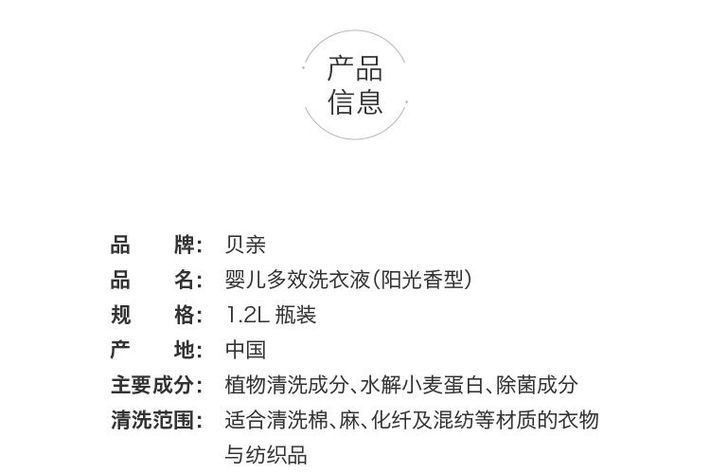 产品
信息
品 牌： 贝亲
品 名： 婴儿多效洗衣液（阳光香型）
规 格： 1.2L 瓶装
产 地： 中国
主要成分： 植物清洗成分、水解小麦蛋白、除菌成分
清洗范围： 适合清洗棉、麻、化纤及混纺等材质的衣物
与纺织品